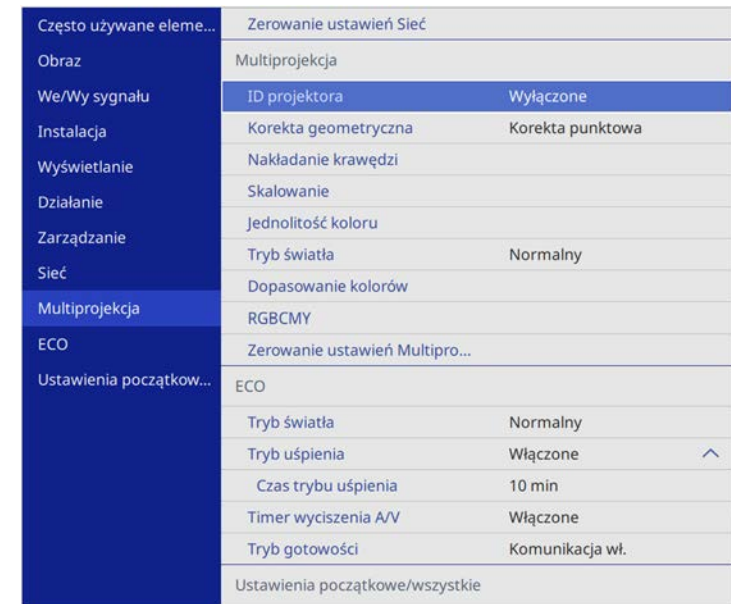 Często używane eleme...
Obraz
We/Wy sygnału
Instalacja
Wyświetlanie
Działanie
Zarządzanie
Sieć
Multiprojekcja
ECO
Ustawienia początkow...
Zerowanie ustawień Sieć
Multiprojekcja
ID projektora Wyłączone
Korekta geometryczna Korekta punktowa
Nakładanie krawędzi
Skalowanie
Jednolitość koloru
Tryb światła Normalny
Dopasowanie kolorów
RGBCMY
Zerowanie ustawień Multipro...
ECO
Tryb światła Normalny
Tryb uśpienia Włączone
Czas trybu uśpienia 10 min
Timer wyciszenia A/V Włączone
Tryb gotowości Komunikacja wł.
Ustawienia początkowe/wszystkie